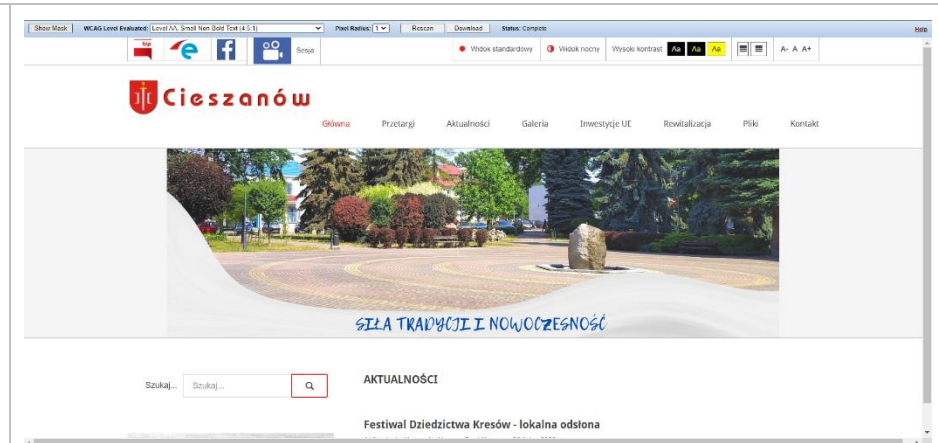 Show Mask WCAG Level Evaluated: Level AA, Small Non Bold Text (4.5:1) Pixel Radius: 1 Rescan Download Status: Complete Help
bip Sesja Widok standardowy Widok nocny Wysoki kontrast Aa Aa Aa A- A A+
Cieszanów
Główna Przetargi Aktualności Galeria Inwestycje UE Rewitalizacja Pliki Kontakt
SIŁA TRADYCJI I NOWOCZESNOŚĆ
Szukaj... Szukaj... AKTUALNOŚCI
Festiwal Dziedzictwa Kresów - lokalna odsłona